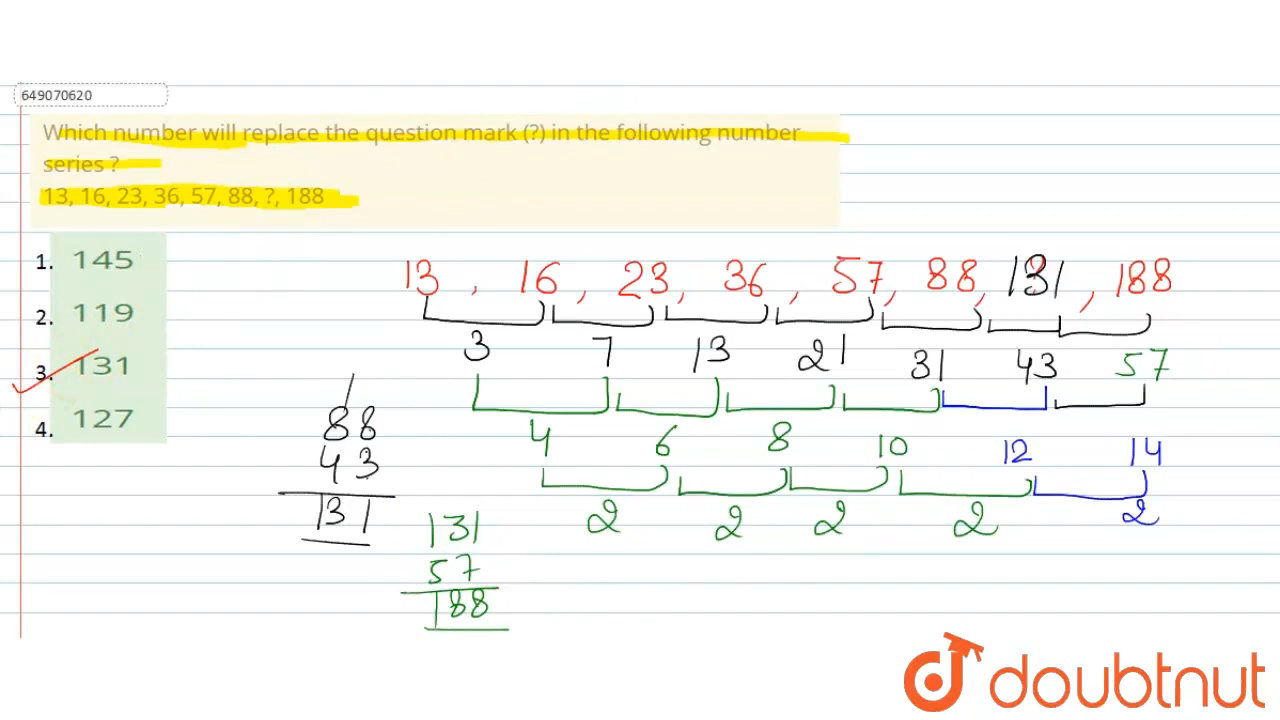 649070620
Which number will replace the question mark (?) in the following number
series ?
13, 16, 23, 36, 57, 88, ?, 188
1. 145
2. 119
3. 131
4. 127
13, 16, 23, 36, 57, 88, 131, 188
3 7 13 21 31 43 57
4 6 8 10 12 14
2 2 2 2 2
1
88
43
131
131
57
188
doubtnut